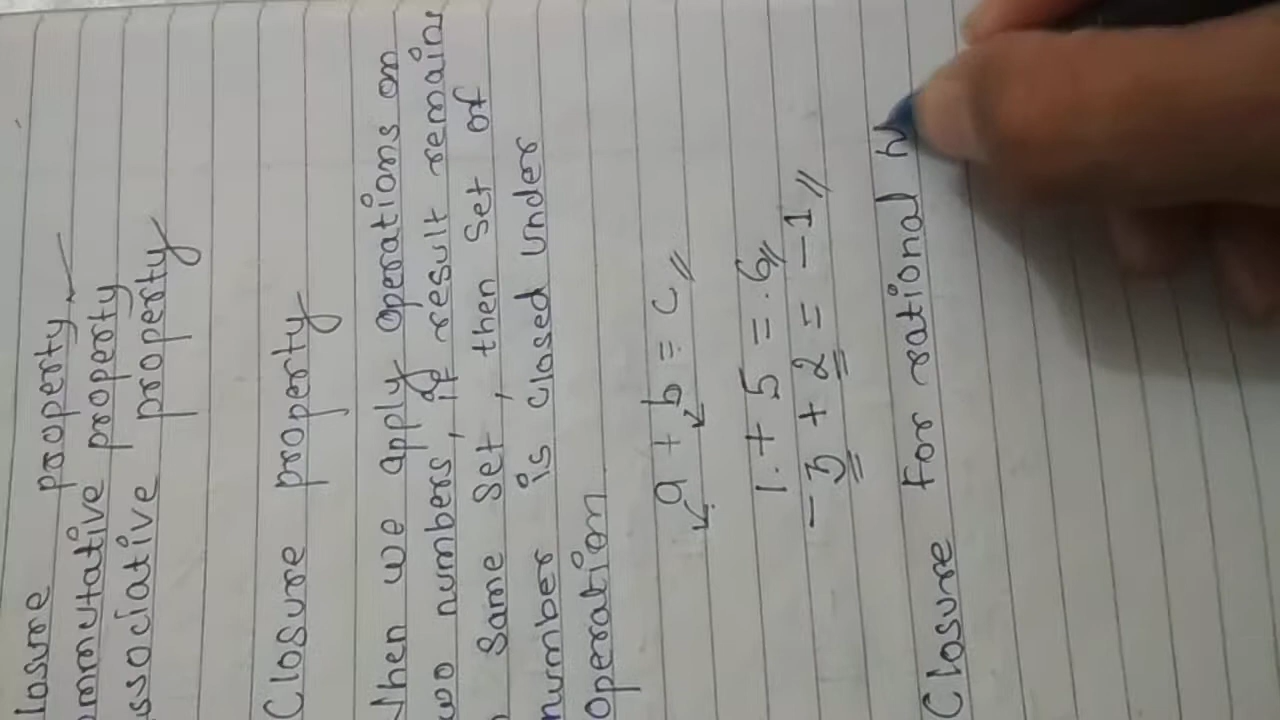 losure property ✓
ommutative property
ssociative property
Closure property
When we apply operations on
two numbers, if result remains
same set, then set of
number is closed under
Operation
a + b = c //
1 + 5 = 6 //
-3 + 2 = -1 //
Closure for rational N